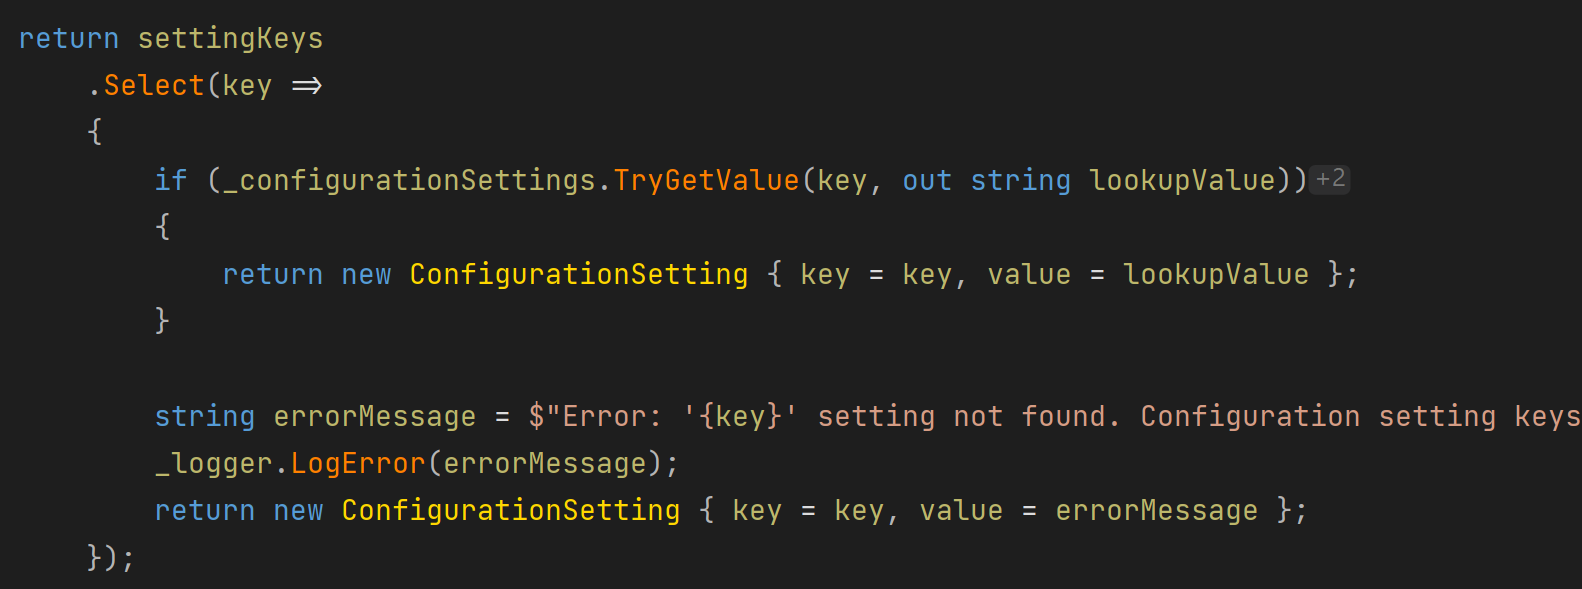 return settingKeys
    .Select(key =>
    {
        if (_configurationSettings.TryGetValue(key, out string lookupValue)) +2
        {
            return new ConfigurationSetting { key = key, value = lookupValue };
        }

        string errorMessage = $"Error: '{key}' setting not found. Configuration setting keys
        _logger.LogError(errorMessage);
        return new ConfigurationSetting { key = key, value = errorMessage };
    });